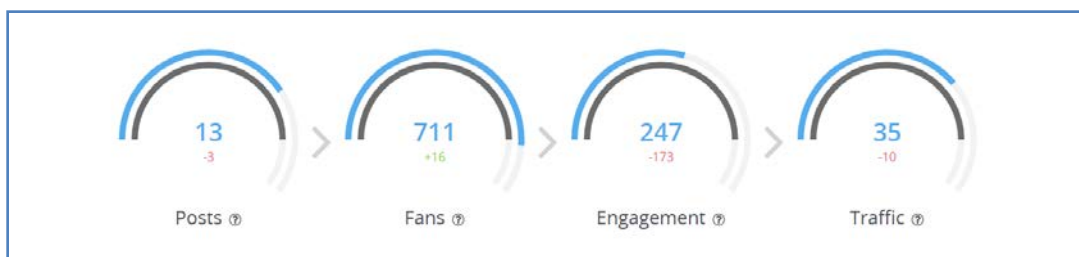 13
-3
Posts ?
711
+16
Fans ?
247
-173
Engagement ?
35
-10
Traffic ?